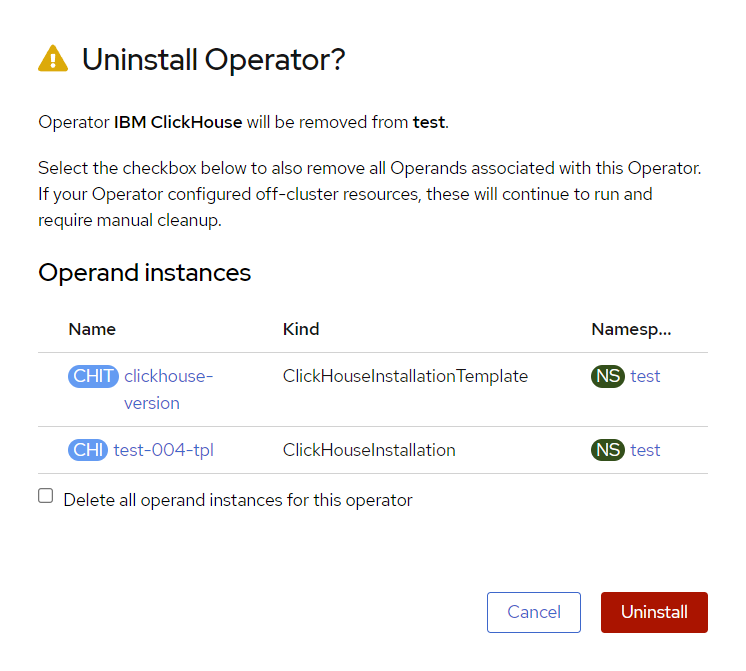 Uninstall Operator?
Operator IBM ClickHouse will be removed from test.
Select the checkbox below to also remove all Operands associated with this Operator.
If your Operator configured off-cluster resources, these will continue to run and
require manual cleanup.
Operand instances
Name Kind Namesp...
CHIT clickhouse- ClickHouseInstallationTemplate NS test
version
CHI test-004-tpl ClickHouseInstallation NS test
Delete all operand instances for this operator
Cancel Uninstall